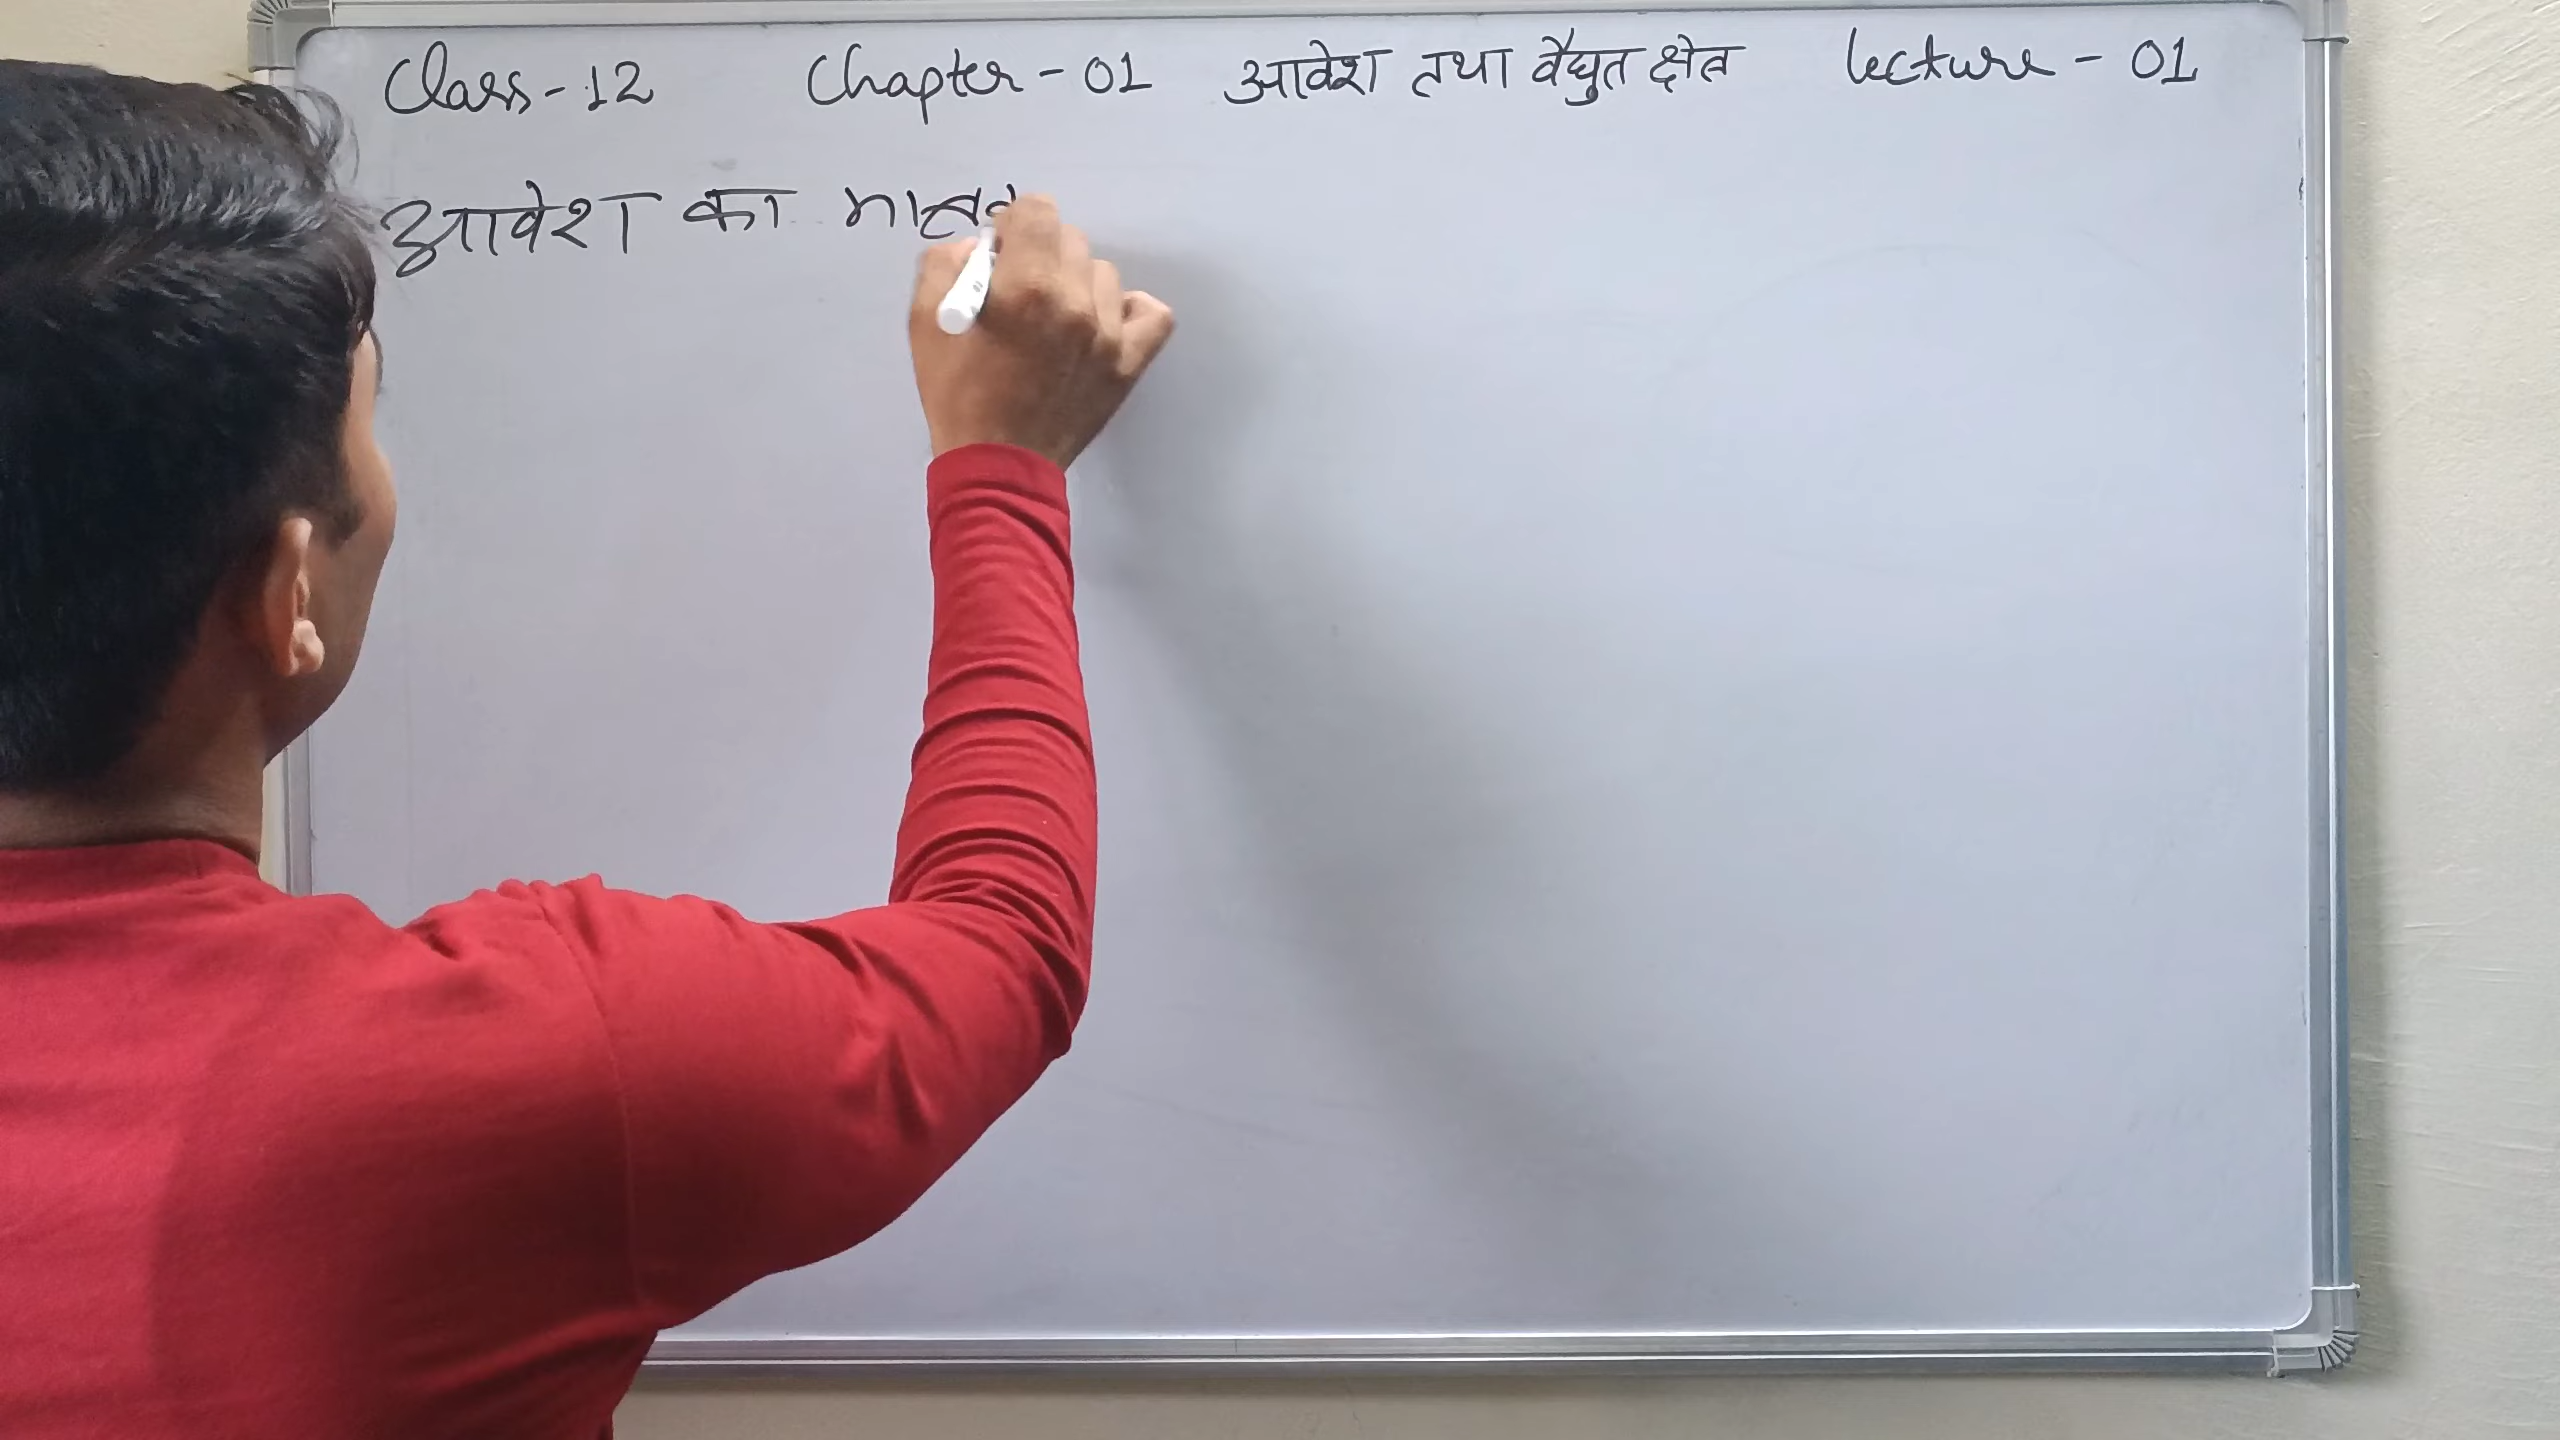 Class - 12 Chapter - 01 आवेश तथा वैद्युत क्षेत्र lecture - 01
आवेश का